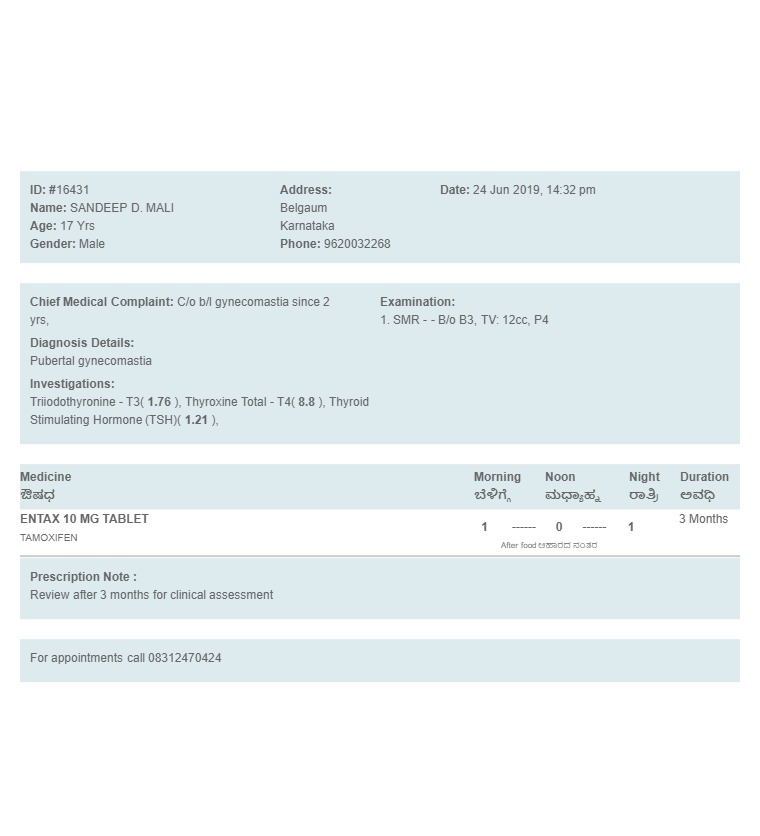 ID: #16431
Name: SANDEEP D. MALI
Age: 17 Yrs
Gender: Male
Address:
Belgaum
Karnataka
Phone: 9620032268
Date: 24 Jun 2019, 14:32 pm
Chief Medical Complaint: C/o b/l gynecomastia since 2
yrs,
Diagnosis Details:
Pubertal gynecomastia
Investigations:
Triiodothyronine - T3( 1.76 ), Thyroxine Total - T4( 8.8 ), Thyroid
Stimulating Hormone (TSH)( 1.21 ),
Examination:
1. SMR - - B/o B3, TV: 12cc, P4
Medicine Morning Noon Night Duration
ಔಷಧ ಬೆಳಿಗ್ಗೆ ಮಧ್ಯಾಹ್ನ ರಾತ್ರಿ ಅವಧಿ
ENTAX 10 MG TABLET 1 ------ 0 ------ 1 3 Months
TAMOXIFEN
After food ಆಹಾರದ ನಂತರ
Prescription Note :
Review after 3 months for clinical assessment
For appointments call 08312470424